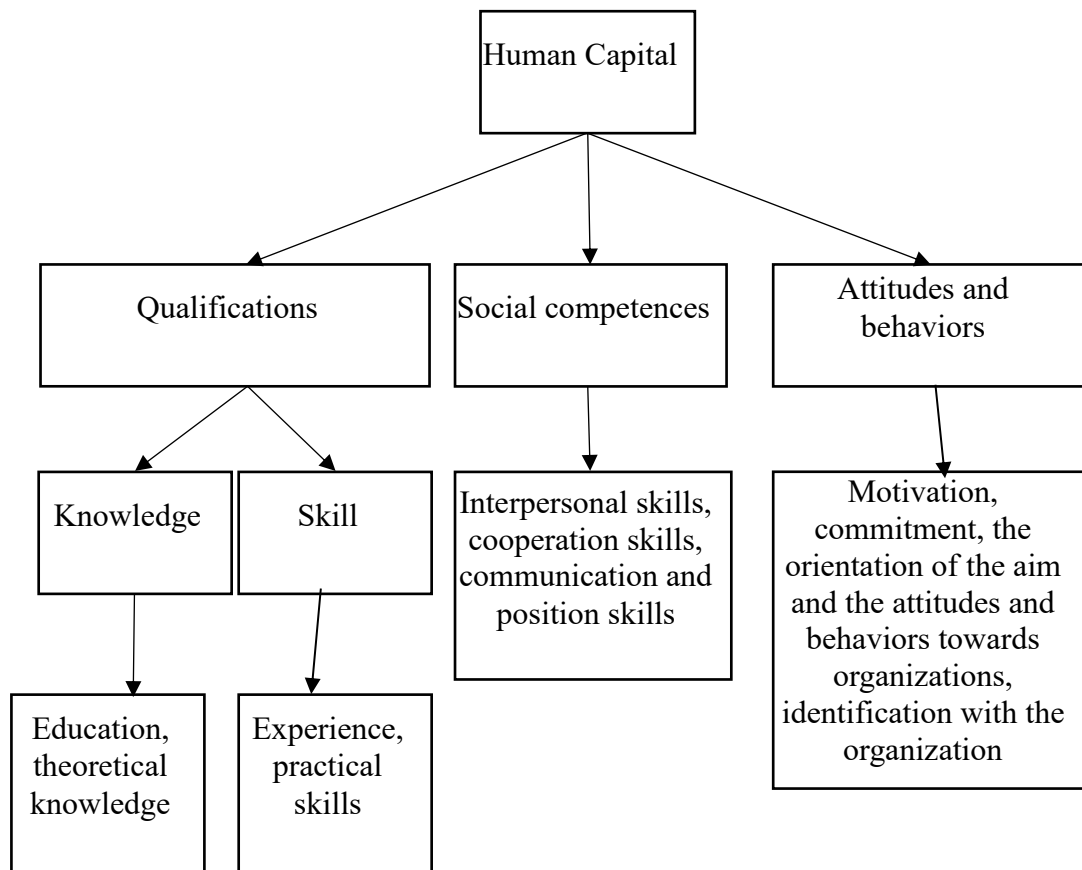 Human Capital
Qualifications
Social competences
Attitudes and
behaviors
Knowledge
Skill
Interpersonal skills,
cooperation skills,
communication and
position skills
Motivation,
commitment, the
orientation of the aim
and the attitudes and
behaviors towards
organizations,
identification with the
organization
Education,
theoretical
knowledge
Experience,
practical
skills